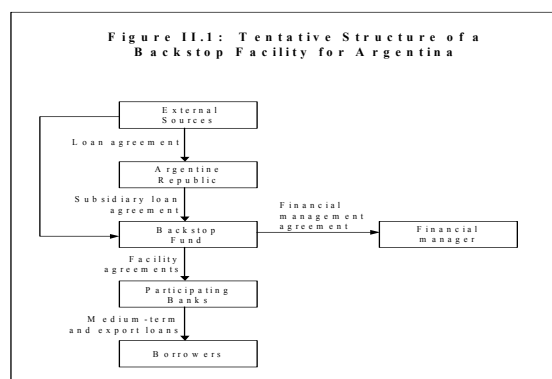 Figure II.1: Tentative Structure of a
Backstop Facility for Argentina
External
Sources
Loan agreement
Argentine
Republic
Subsidiary loan
agreement
Backstop
Fund
Financial
management
agreement
Financial
manager
Facility
agreements
Participating
Banks
Medium-term
and export loans
Borrowers